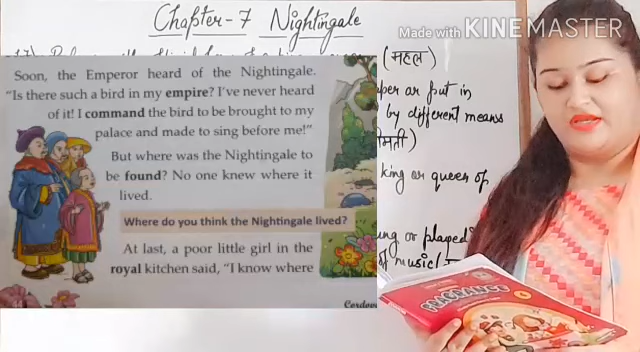 Chapter-7 Nightingale
Made with KINEMASTER
(महल)
Soon, the Emperor heard of the Nightingale.
"Is there such a bird in my empire? I've never heard
of it! I command the bird to be brought to my
palace and made to sing before me!"
But where was the Nightingale to
be found? No one knew where it
lived.
Where do you think the Nightingale lived?
At last, a poor little girl in the
royal kitchen said, "I know where
or put in
by different means
king or queen of
or played
of music
FRAGRANCE